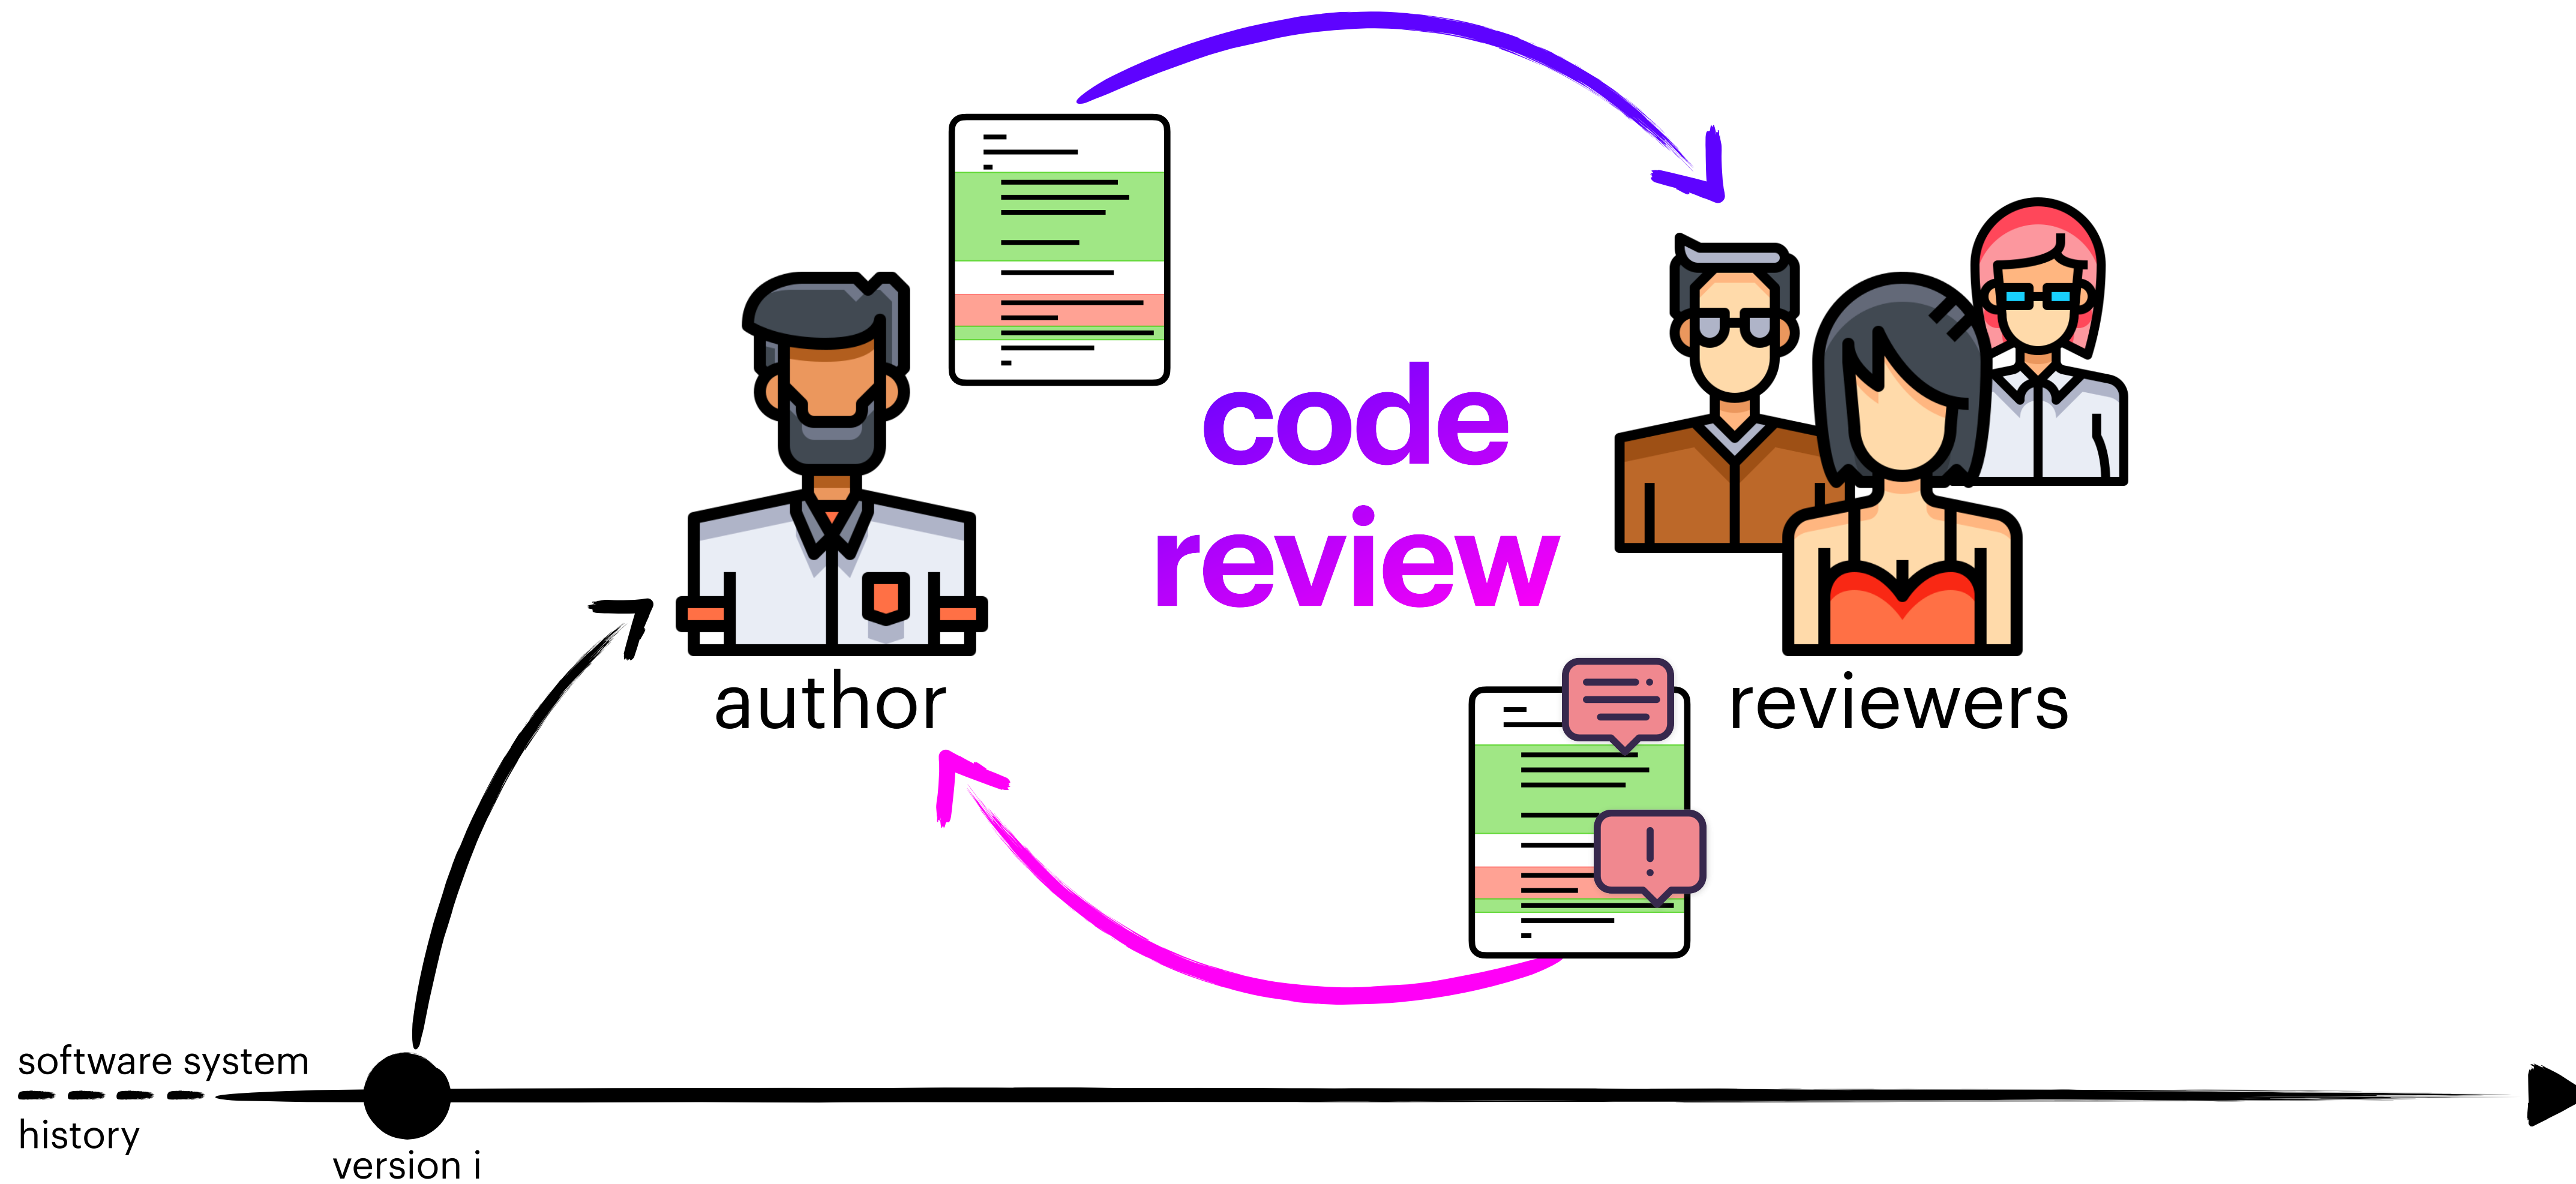 code
review
author
reviewers
software system
history
version i